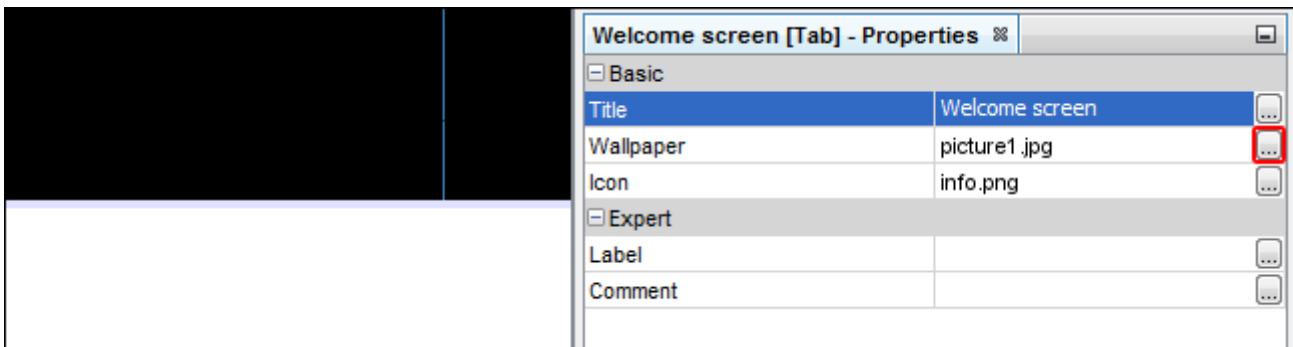 Welcome screen [Tab] - Properties
Basic
Title Welcome screen ...
Wallpaper picture1.jpg ...
Icon info.png ...
Expert
Label ...
Comment ...